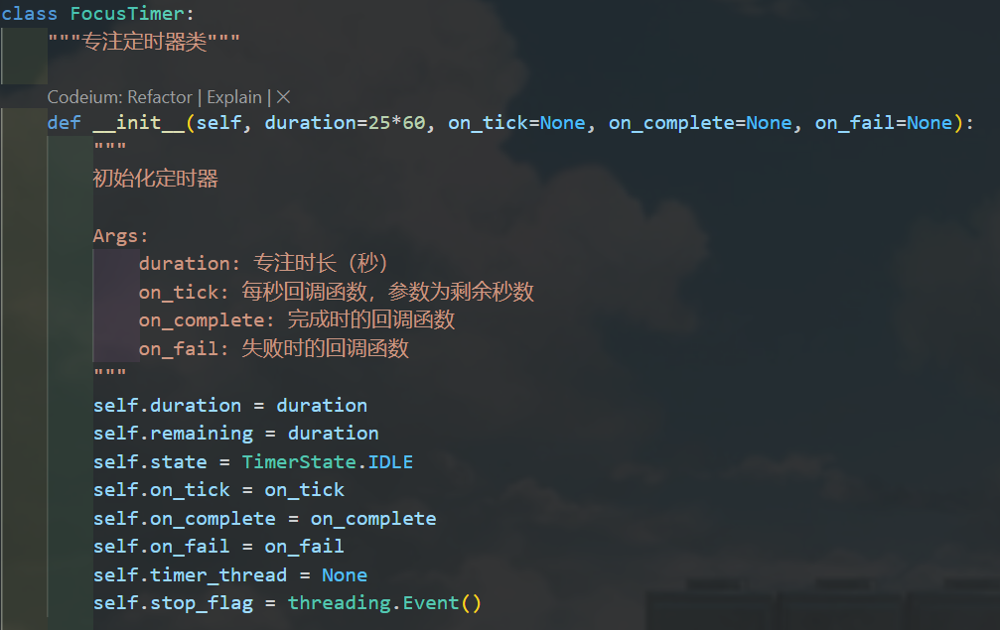 class FocusTimer:
"""专注定时器类"""
Codeium: Refactor | Explain | ×
def __init__(self, duration=25*60, on_tick=None, on_complete=None, on_fail=None):
"""
初始化定时器
Args:
duration: 专注时长（秒）
on_tick: 每秒回调函数，参数为剩余秒数
on_complete: 完成时的回调函数
on_fail: 失败时的回调函数
"""
self.duration = duration
self.remaining = duration
self.state = TimerState.IDLE
self.on_tick = on_tick
self.on_complete = on_complete
self.on_fail = on_fail
self.timer_thread = None
self.stop_flag = threading.Event()